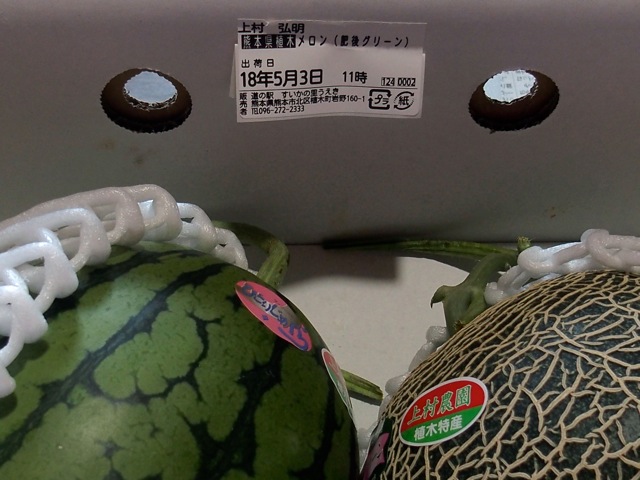 上村 弘明
熊本県植木メロン(肥後グリーン)
出荷日
18年5月3日 11時 124 0002
販売者 道の駅 すいかの里うえき
熊本県熊本市北区植木町岩野160-1
TEL096-272-2333
プラ 紙
上村農園
植木特産